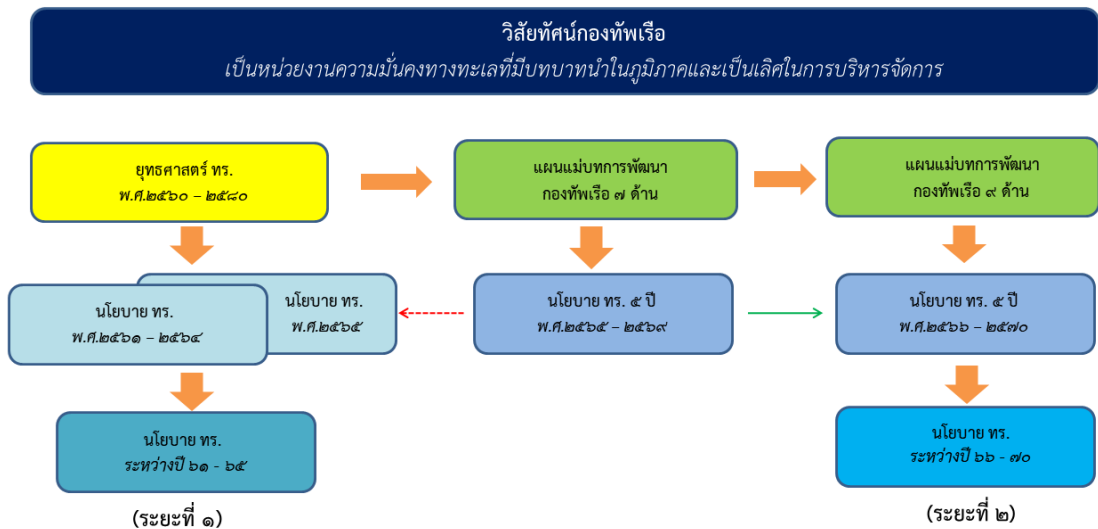 วิสัยทัศน์กองทัพเรือ
เป็นหน่วยงานความมั่นคงทางทะเลที่มีบทบาทนำในภูมิภาคและเป็นเลิศในการบริหารจัดการ
ยุทธศาสตร์ ทร.
พ.ศ.๒๕๖๐ – ๒๕๘๐
แผนแม่บทการพัฒนา
กองทัพเรือ ๗ ด้าน
แผนแม่บทการพัฒนา
กองทัพเรือ ๙ ด้าน
นโยบาย ทร.
พ.ศ.๒๕๖๑ – ๒๕๖๔
นโยบาย ทร.
พ.ศ.๒๕๖๕
นโยบาย ทร. ๕ ปี
พ.ศ.๒๕๖๕ – ๒๕๖๙
นโยบาย ทร. ๕ ปี
พ.ศ.๒๕๖๖ – ๒๕๗๐
นโยบาย ทร.
ระหว่างปี ๖๑ - ๖๕
นโยบาย ทร.
ระหว่างปี ๖๖ - ๗๐
(ระยะที่ ๑)
(ระยะที่ ๒)